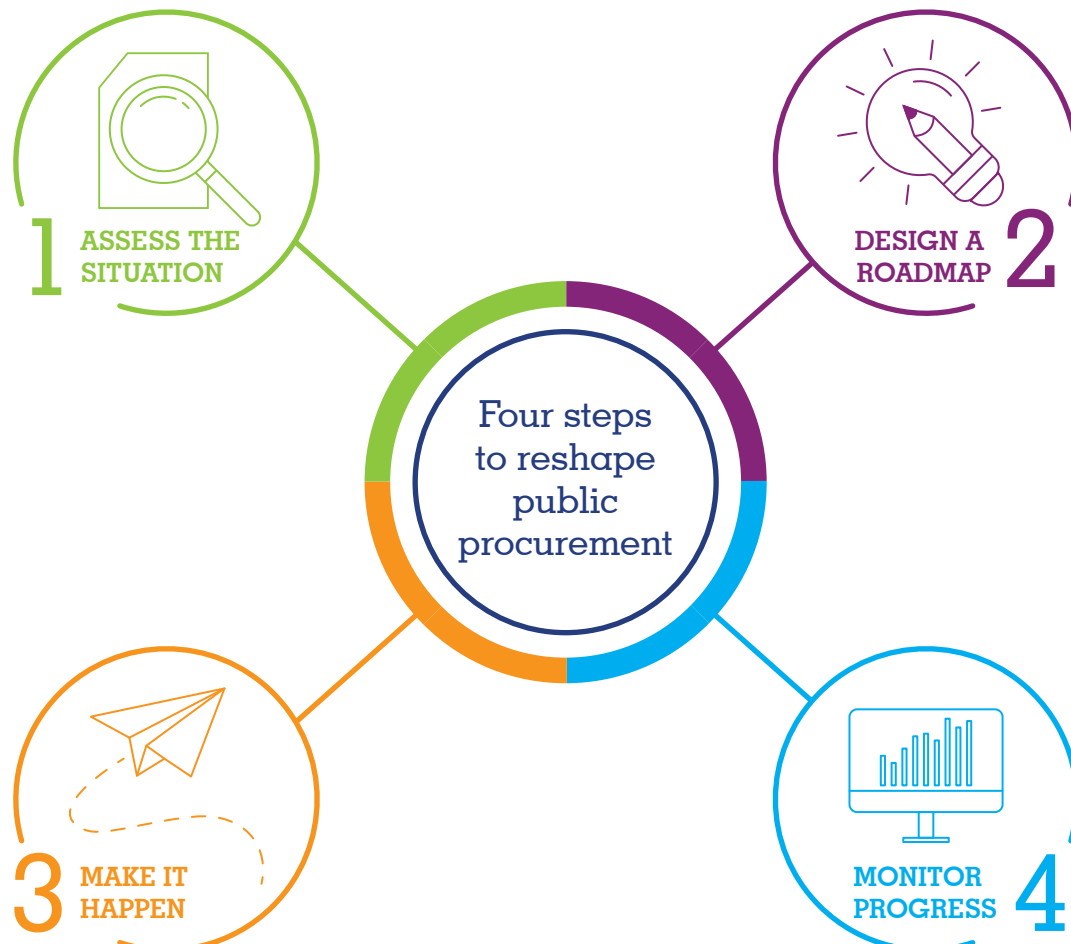 1 ASSESS THE
SITUATION
DESIGN A
ROADMAP 2
Four steps
to reshape
public
procurement
3 MAKE IT
HAPPEN
MONITOR
PROGRESS 4